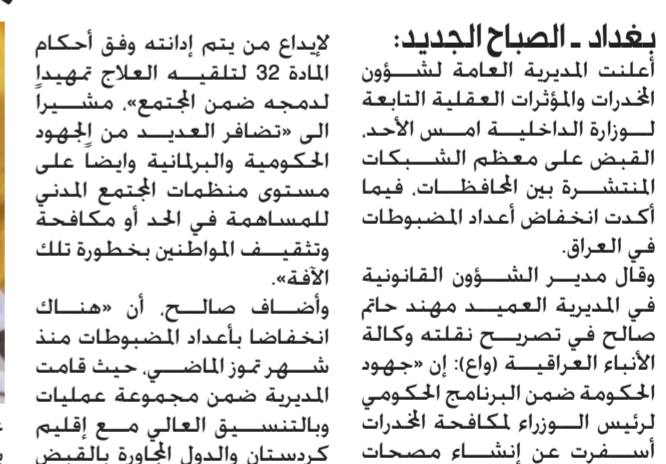 بغداد ـ الصباح الجديد:
أعلنت المديرية العامة لشؤون
المخدرات والمؤثرات العقلية التابعة
لوزارة الداخلية امس الأحد،
القبض على معظم الشبكات
المنتشرة بين المحافظات، فيما
أكدت انخفاض أعداد المضبوطات
في العراق.
وقال مدير الشؤون القانونية
في المديرية العميد مهند حاتم
صالح في تصريح نقلته وكالة
الأنباء العراقية (واع): إن «جهود
الحكومة ضمن البرنامج الحكومي
لرئيس الوزراء لمكافحة المخدرات
أسفرت عن إنشاء مصحات
لإيداع من يتم إدانته وفق أحكام
المادة 32 لتلقيه العلاج تمهيداً
لدمجه ضمن المجتمع»، مشيراً
الى «تضافر العديد من الجهود
الحكومية والبرلمانية وايضاً على
مستوى منظمات المجتمع المدني
للمساهمة في الحد أو مكافحة
وتثقيف المواطنين بخطورة تلك
الآفة».
وأضاف صالح، أن «هناك
انخفاضا بأعداد المضبوطات منذ
شهر تموز الماضي، حيث قامت
المديرية ضمن مجموعة عمليات
وبالتنسيق العالي مع إقليم
كردستان والدول المجاورة بالقبض